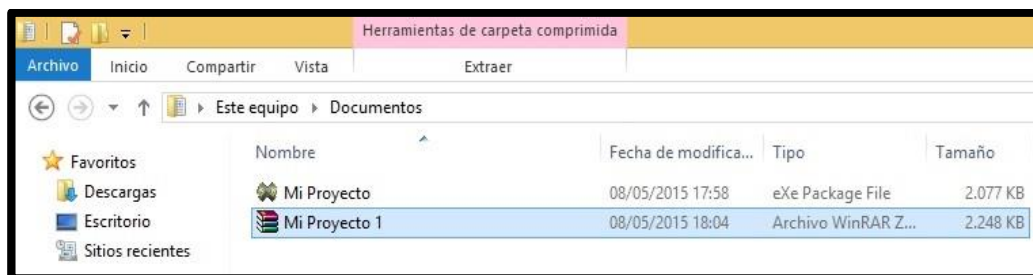 Herramientas de carpeta comprimida
Archivo Inicio Compartir Vista Extraer
Este equipo Documentos
Favoritos
Descargas
Escritorio
Sitios recientes
Nombre Fecha de modifica... Tipo Tamaño
Mi Proyecto 08/05/2015 17:58 eXe Package File 2.077 KB
Mi Proyecto 1 08/05/2015 18:04 Archivo WinRAR Z... 2.248 KB